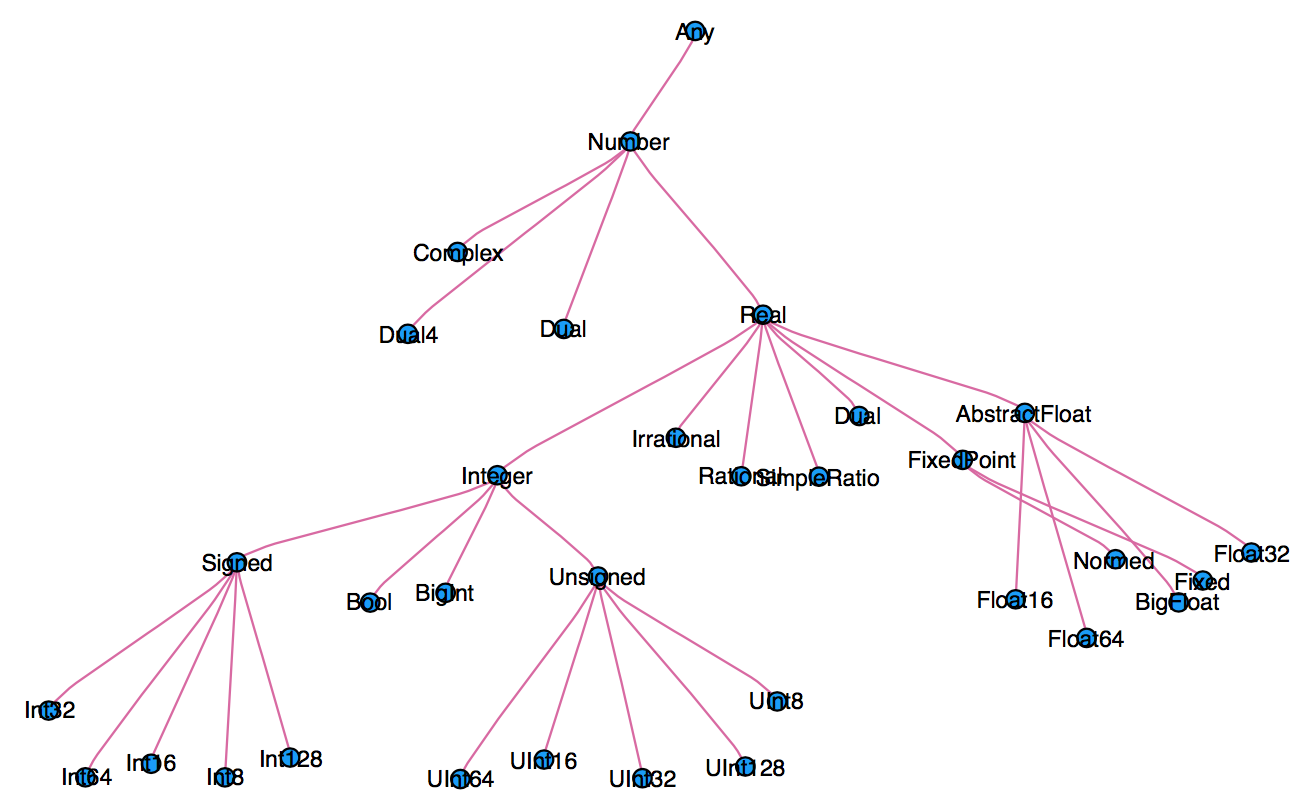 Any
Number
Complex
Dual4
Dual
Real
Integer
Irrational
Rational
SimpleRatio
Dual
FixedPoint
AbstractFloat
Signed
Bool
BigInt
Unsigned
Float16
Float64
Normed
BigFloat
Fixed
Float32
Int32
Int64
Int16
Int8
Int128
UInt64
UInt16
UInt32
UInt128
UInt8